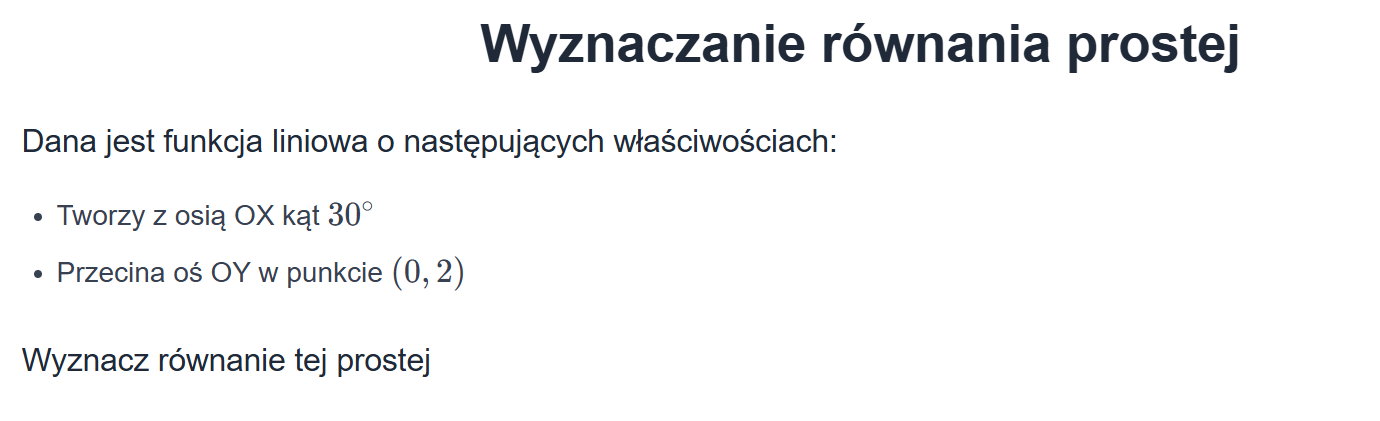 Wyznaczanie równania prostej
Dana jest funkcja liniowa o następujących właściwościach:
• Tworzy z osią OX kąt 30°
• Przecina oś OY w punkcie (0, 2)
Wyznacz równanie tej prostej